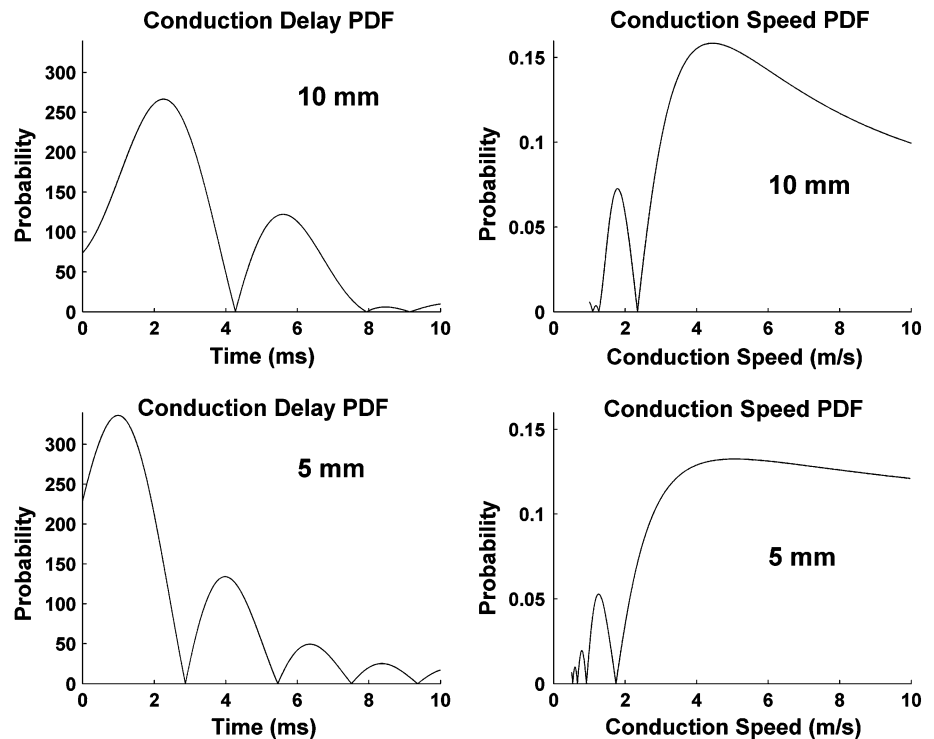 Conduction Delay PDF
Probability
300
250
200
150
100
50
0
10 mm
0 2 4 6 8 10
Time (ms)
Conduction Speed PDF
Probability
0.15
0.1
0.05
0
10 mm
0 2 4 6 8 10
Conduction Speed (m/s)
Conduction Delay PDF
Probability
300
250
200
150
100
50
0
5 mm
0 2 4 6 8 10
Time (ms)
Conduction Speed PDF
Probability
0.15
0.1
0.05
0
5 mm
0 2 4 6 8 10
Conduction Speed (m/s)